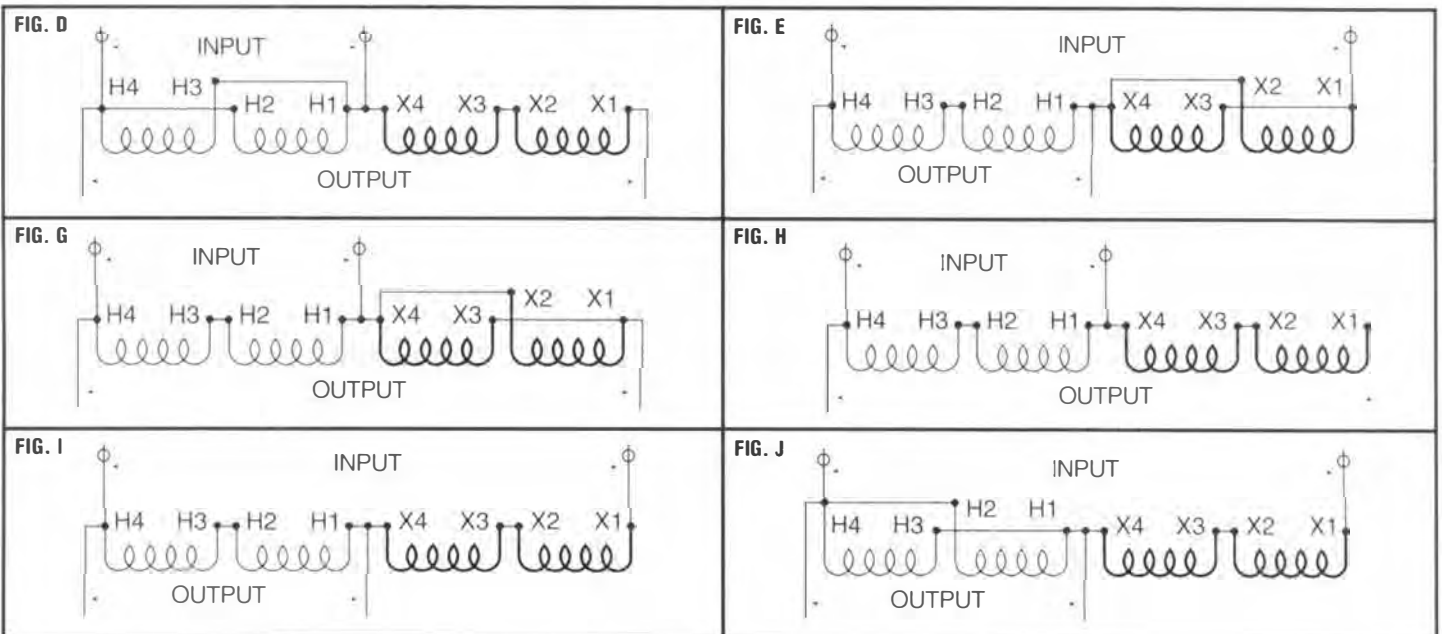 FIG. D
INPUT
H4 H3 H2 H1 X4 X3 X2 X1
OUTPUT
FIG. E
INPUT
H4 H3 H2 H1 X4 X3 X2 X1
OUTPUT
FIG. G
INPUT
H4 H3 H2 H1 X4 X3 X2 X1
OUTPUT
FIG. H
INPUT
H4 H3 H2 H1 X4 X3 X2 X1
OUTPUT
FIG. I
INPUT
H4 H3 H2 H1 X4 X3 X2 X1
OUTPUT
FIG. J
INPUT
H4 H3 H2 H1 X4 X3 X2 X1
OUTPUT